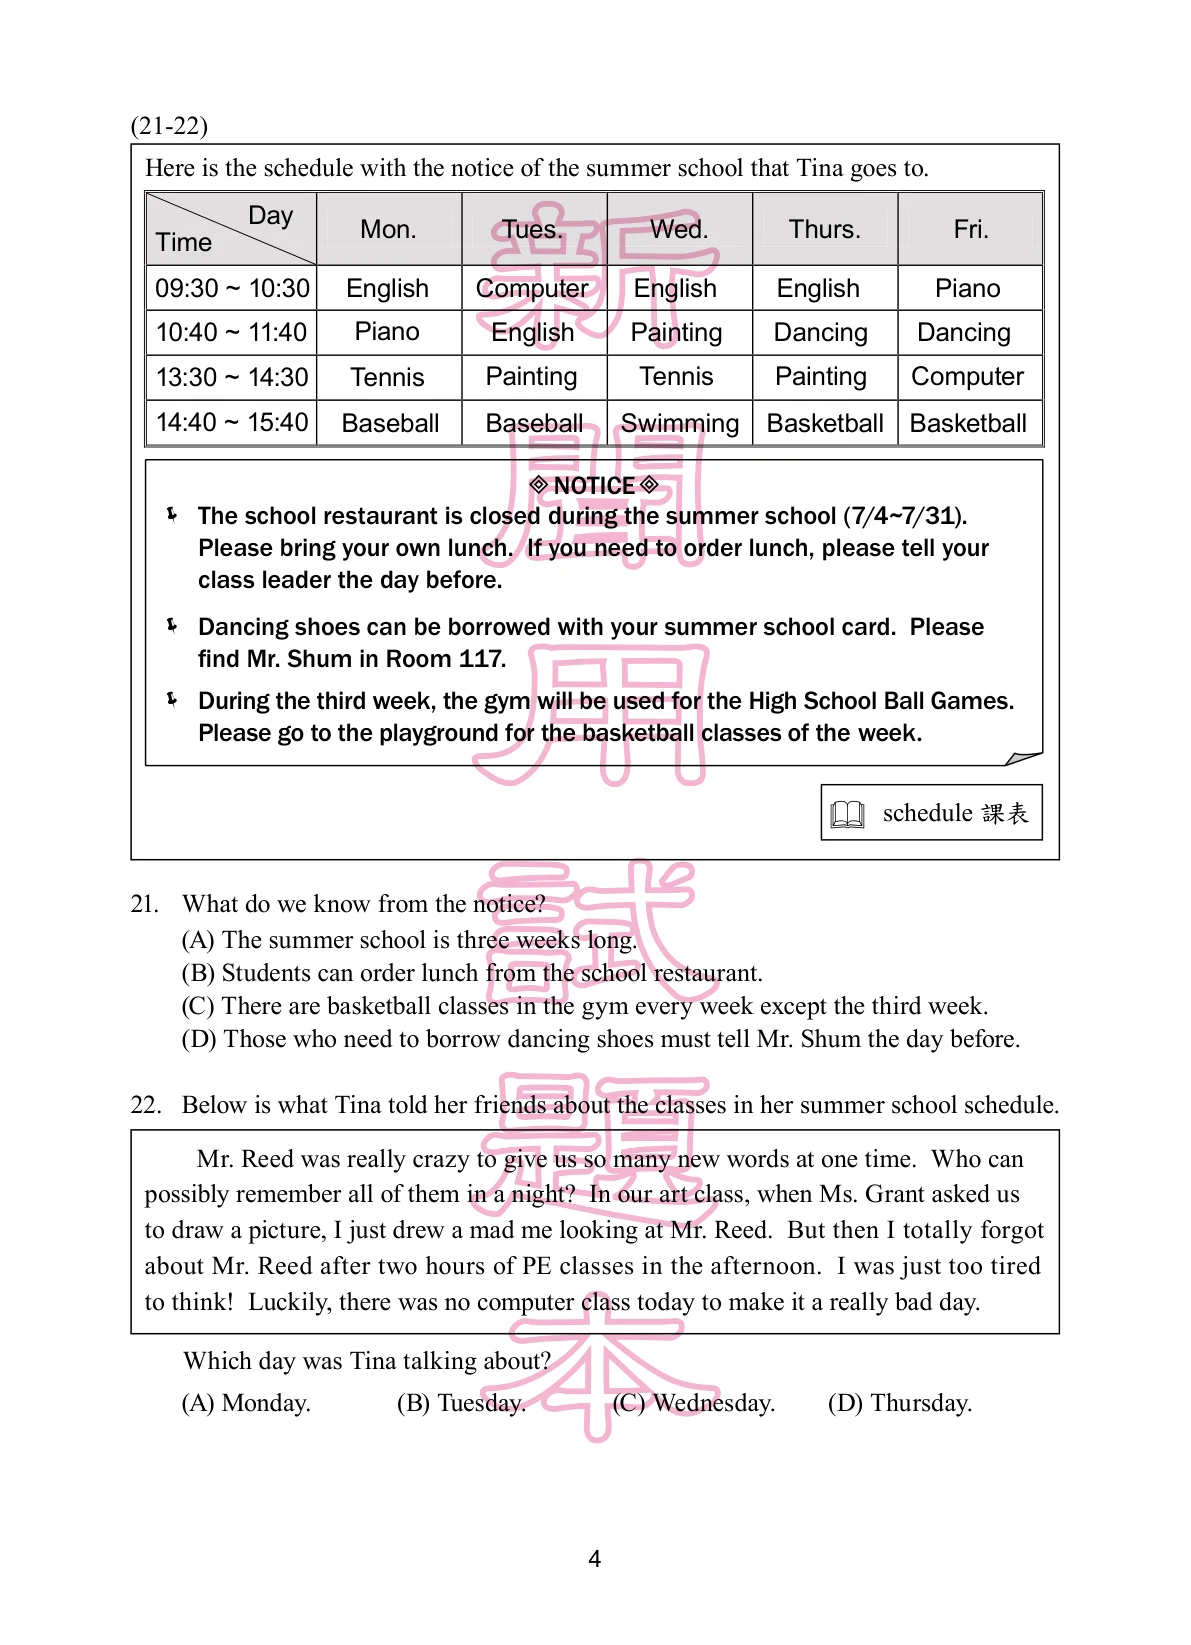 (21-22)
Here is the schedule with the notice of the summer school that Tina goes to.
Day
Time Mon. Tues. Wed. Thurs. Fri.
09:30 ~ 10:30 English Computer English English Piano
10:40 ~ 11:40 Piano English Painting Dancing Dancing
13:30 ~ 14:30 Tennis Painting Tennis Painting Computer
14:40 ~ 15:40 Baseball Baseball Swimming Basketball Basketball
NOTICE
The school restaurant is closed during the summer school (7/4~7/31).
Please bring your own lunch. If you need to order lunch, please tell your
class leader the day before.
Dancing shoes can be borrowed with your summer school card. Please
find Mr. Shum in Room 117.
During the third week, the gym will be used for the High School Ball Games.
Please go to the playground for the basketball classes of the week.
schedule 課表
21. What do we know from the notice?
(A) The summer school is three weeks long.
(B) Students can order lunch from the school restaurant.
(C) There are basketball classes in the gym every week except the third week.
(D) Those who need to borrow dancing shoes must tell Mr. Shum the day before.
22. Below is what Tina told her friends about the classes in her summer school schedule.
Mr. Reed was really crazy to give us so many new words at one time. Who can
possibly remember all of them in a night? In our art class, when Ms. Grant asked us
to draw a picture, I just drew a mad me looking at Mr. Reed. But then I totally forgot
about Mr. Reed after two hours of PE classes in the afternoon. I was just too tired
to think! Luckily, there was no computer class today to make it a really bad day.
Which day was Tina talking about?
(A) Monday. (B) Tuesday. (C) Wednesday. (D) Thursday.
4
新聞用試題本